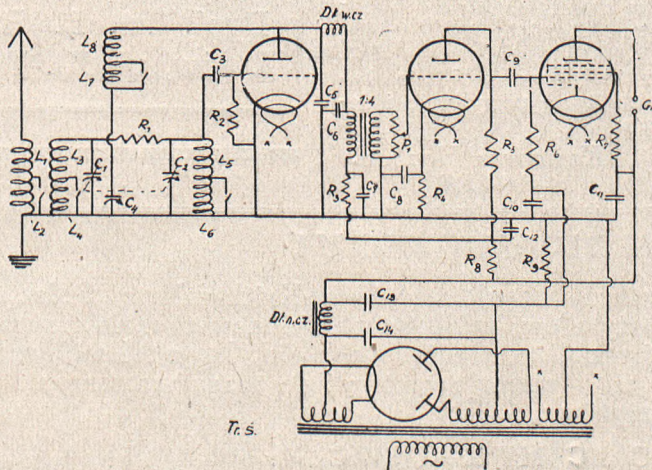 Dł.w.cz
L8
L7
C3
R2
C5
C6
1:4
P1
C9
G
R1
L1
L3
C1
C2
L5
C4
L2
L4
L6
R3
C7
C8
R4
R5
R6
R7
C10
C11
C12
R8
R9
C13
Dł.n.cz.
C14
x x
x x
x x
x x
Tr. ś.
~